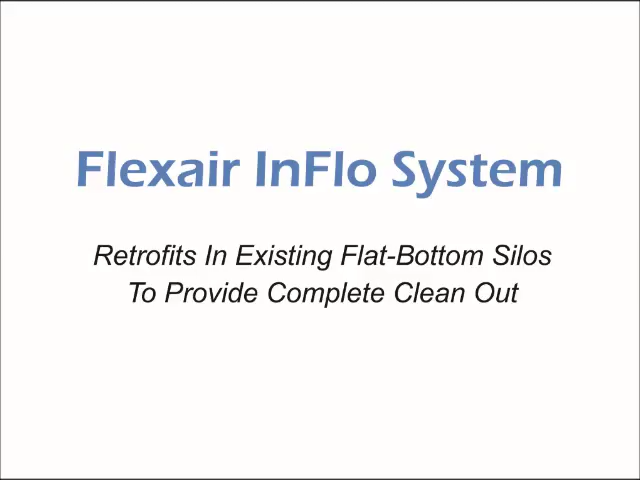 Flexair InFlo System
Retrofits In Existing Flat-Bottom Silos
To Provide Complete Clean Out